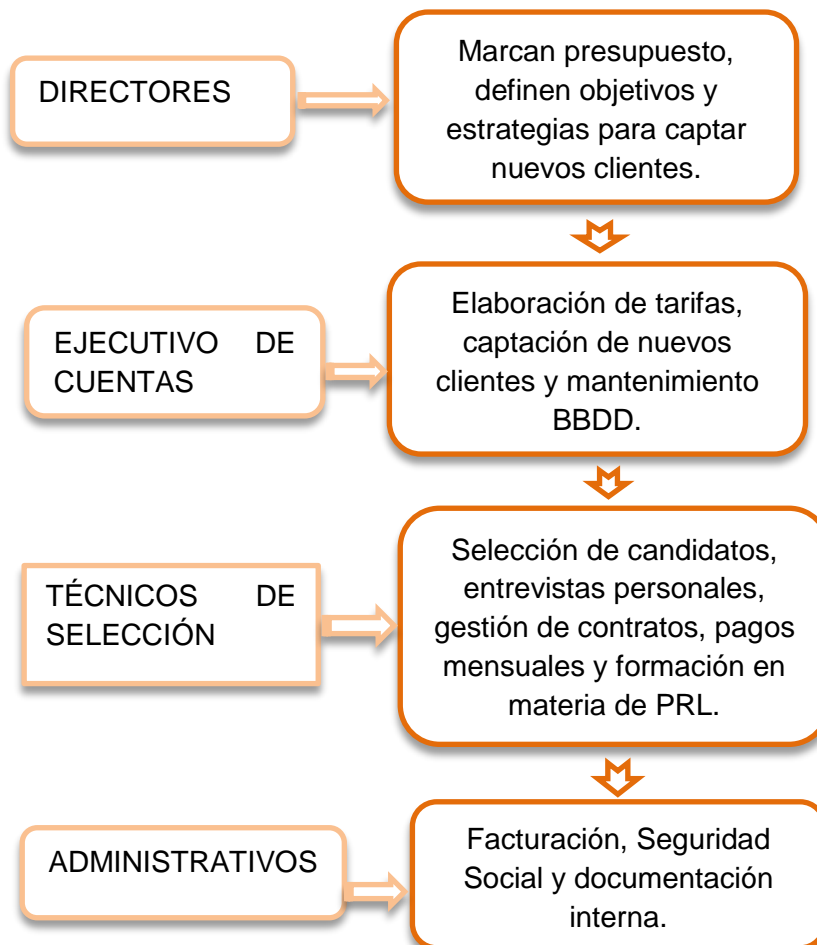 DIRECTORES
Marcan presupuesto,
definen objetivos y
estrategias para captar
nuevos clientes.
EJECUTIVO DE
CUENTAS
Elaboración de tarifas,
captación de nuevos
clientes y mantenimiento
BBDD.
TÉCNICOS DE
SELECCIÓN
Selección de candidatos,
entrevistas personales,
gestión de contratos, pagos
mensuales y formación en
materia de PRL.
ADMINISTRATIVOS
Facturación, Seguridad
Social y documentación
interna.